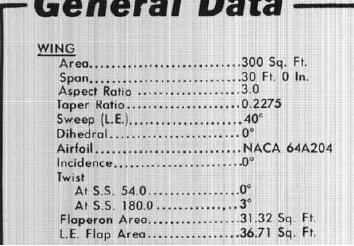 General Data
WING
Area..............................300 Sq. Ft.
Span..............................30 Ft. 0 In.
Aspect Ratio ...................3.0
Taper Ratio.....................0.2275
Sweep (L.E.)....................40°
Dihedral.........................0°
Airfoil.............................NACA 64A204
Incidence........................0°
Twist
At S.S. 54.0................0°
At S.S. 180.0..............3°
Flaperon Area................31.32 Sq. Ft.
L.E. Flap Area................36.71 Sq. Ft.